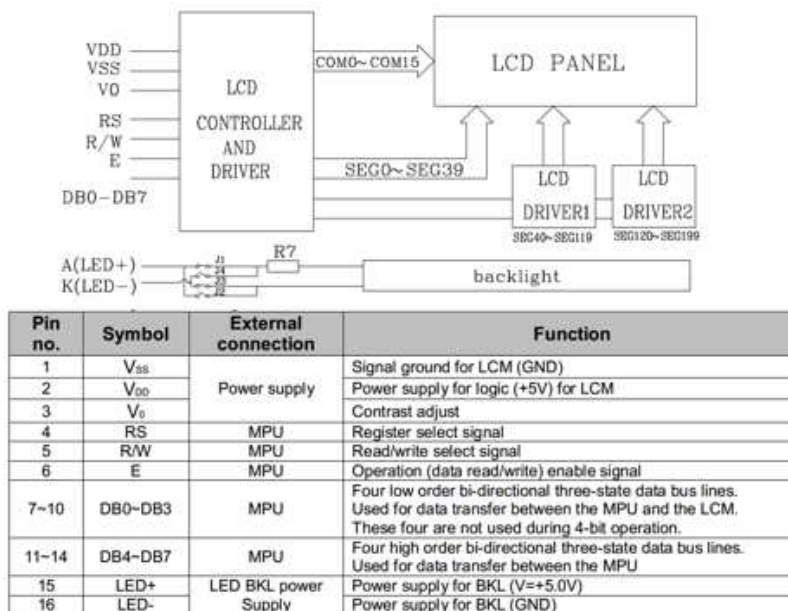 VDD
VSS
V0
RS
R/W
E
DB0-DB7
LCD
CONTROLLER
AND
DRIVER
COM0~COM15
LCD PANEL
SEG0~SEG39
LCD
DRIVER1
SEG40~SEG119
LCD
DRIVER2
SEG120~SEG199
A(LED+)
K(LED-)
J1
J4
J3
J2
R7
backlight
Pin no. Symbol External connection Function
1 Vss Power supply Signal ground for LCM (GND)
2 VDD Power supply for logic (+5V) for LCM
3 V0 Contrast adjust
4 RS MPU Register select signal
5 R/W MPU Read/write select signal
6 E MPU Operation (data read/write) enable signal
7~10 DB0~DB3 MPU Four low order bi-directional three-state data bus lines.
Used for data transfer between the MPU and the LCM.
These four are not used during 4-bit operation.
11~14 DB4~DB7 MPU Four high order bi-directional three-state data bus lines.
Used for data transfer between the MPU
15 LED+ LED BKL power Power supply for BKL (V=+5.0V)
16 LED- Supply Power supply for BKL (GND)